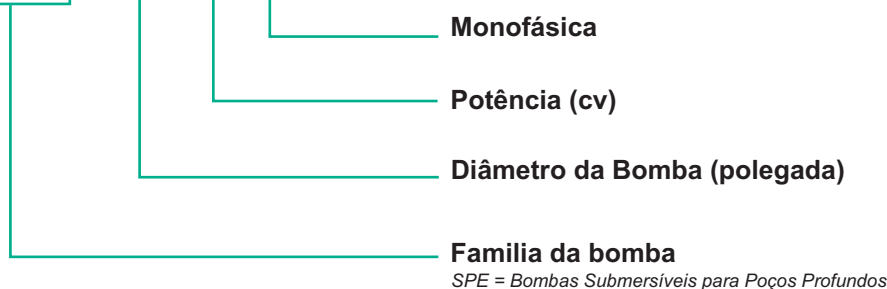 Monofásica
Potência (cv)
Diâmetro da Bomba (polegada)
Familia da bomba
SPE = Bombas Submersíveis para Poços Profundos